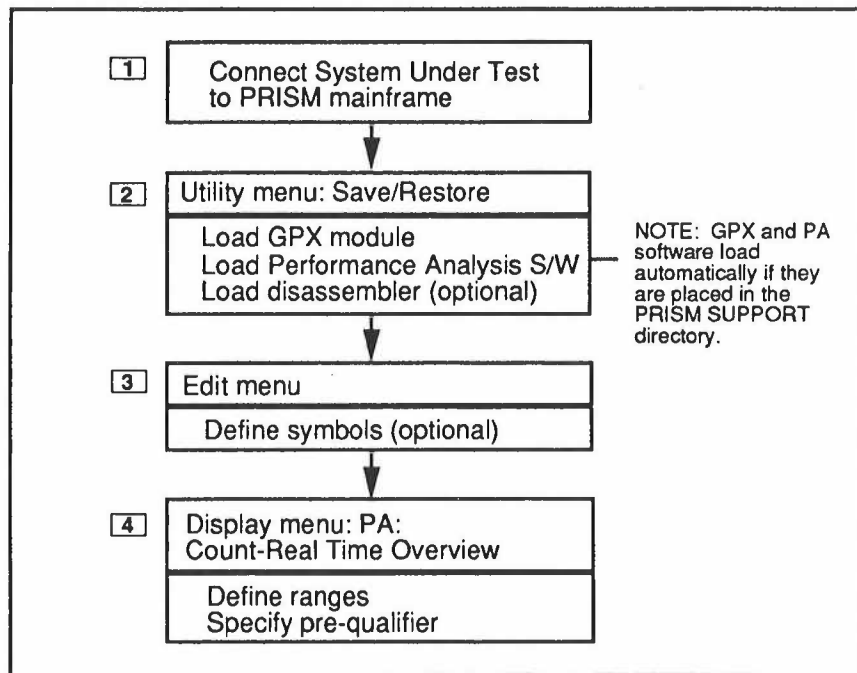 1
Connect System Under Test
to PRISM mainframe
2
Utility menu: Save/Restore
Load GPX module
Load Performance Analysis S/W
Load disassembler (optional)
NOTE: GPX and PA
software load
automatically if they
are placed in the
PRISM SUPPORT
directory.
3
Edit menu
Define symbols (optional)
4
Display menu: PA:
Count-Real Time Overview
Define ranges
Specify pre-qualifier